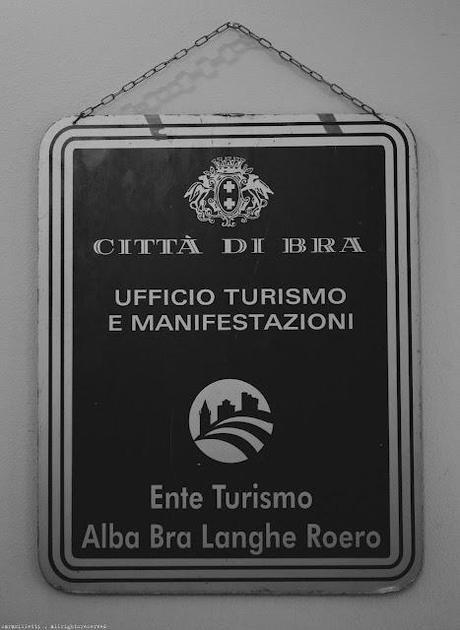 CITTÀ DI BRA
UFFICIO TURISMO
E MANIFESTAZIONI
Ente Turismo
Alba Bra Langhe Roero